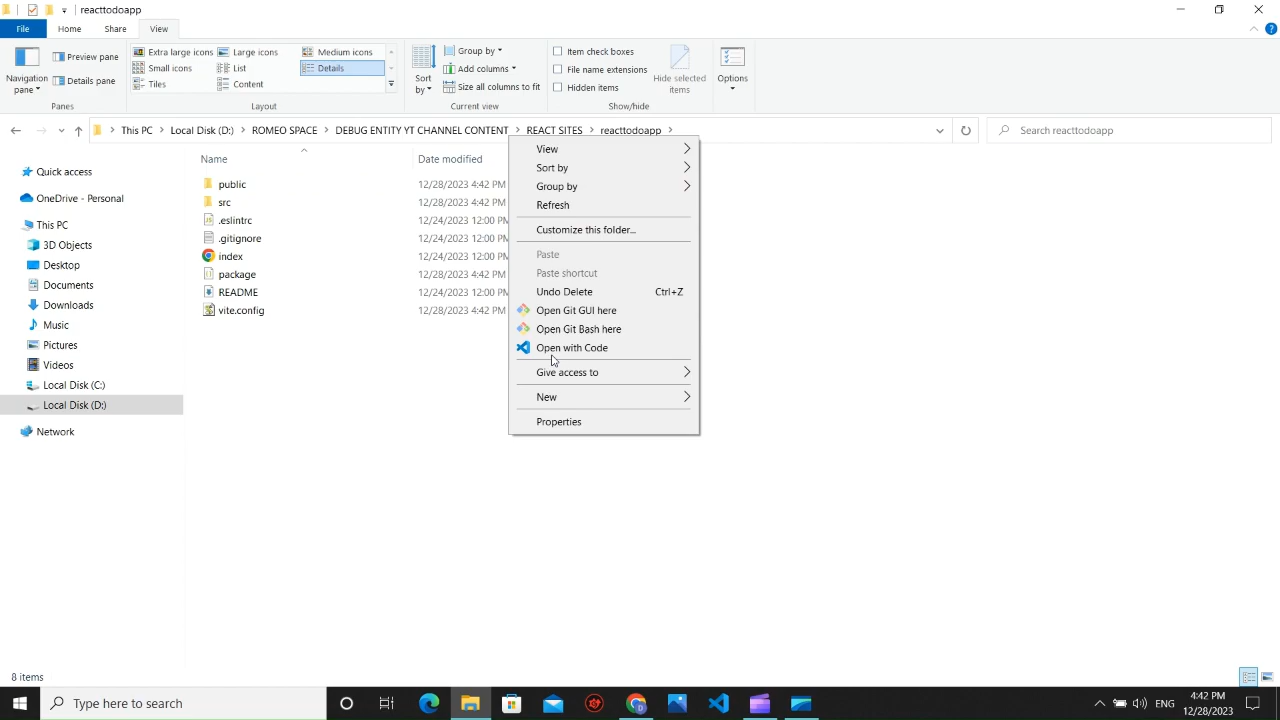 reacttodoapp
File Home Share View
Navigation pane
Preview pane
Details pane
Panes
Extra large icons Large icons Medium icons
Small icons List Details
Tiles Content
Layout
Sort by
Group by
Add columns
Size all columns to fit
Current view
Item check boxes
File name extensions
Hidden items
Hide selected items
Show/hide
Options
This PC Local Disk (D:) ROMEO SPACE DEBUG ENTITY YT CHANNEL CONTENT REACT SITES reacttodoapp
Search reacttodoapp
Name Date modified
public 12/28/2023 4:42 PM
src 12/28/2023 4:42 PM
.eslintrc 12/24/2023 12:00 PM
.gitignore 12/24/2023 12:00 PM
index 12/24/2023 12:00 PM
package 12/28/2023 4:42 PM
README 12/24/2023 12:00 PM
vite.config 12/28/2023 4:42 PM
Quick access
OneDrive - Personal
This PC
3D Objects
Desktop
Documents
Downloads
Music
Pictures
Videos
Local Disk (C:)
Local Disk (D:)
Network
View
Sort by
Group by
Refresh
Customize this folder...
Paste
Paste shortcut
Undo Delete Ctrl+Z
Open Git GUI here
Open Git Bash here
Open with Code
Give access to
New
Properties
8 items
Type here to search
ENG
4:42 PM
12/28/2023